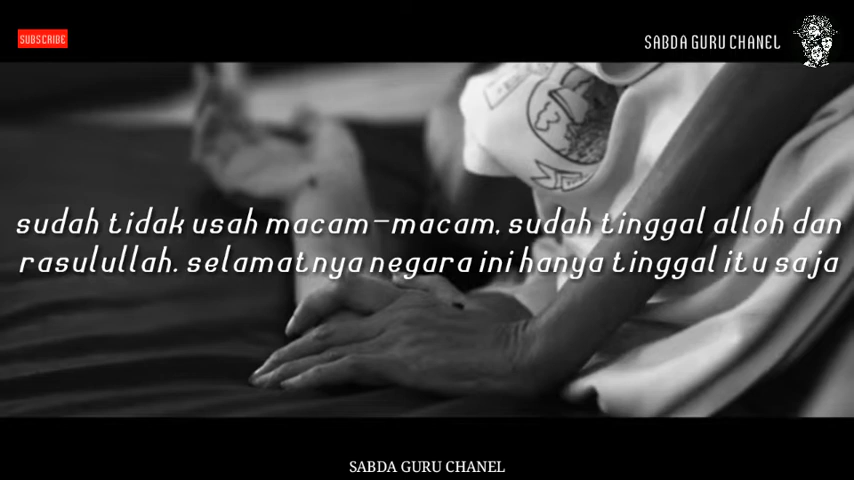 SUBSCRIBE
SABDA GURU CHANEL
sudah tidak usah macam-macam, sudah tinggal alloh dan
rasulullah. selamatnya negara ini hanya tinggal itu saja
SABDA GURU CHANEL